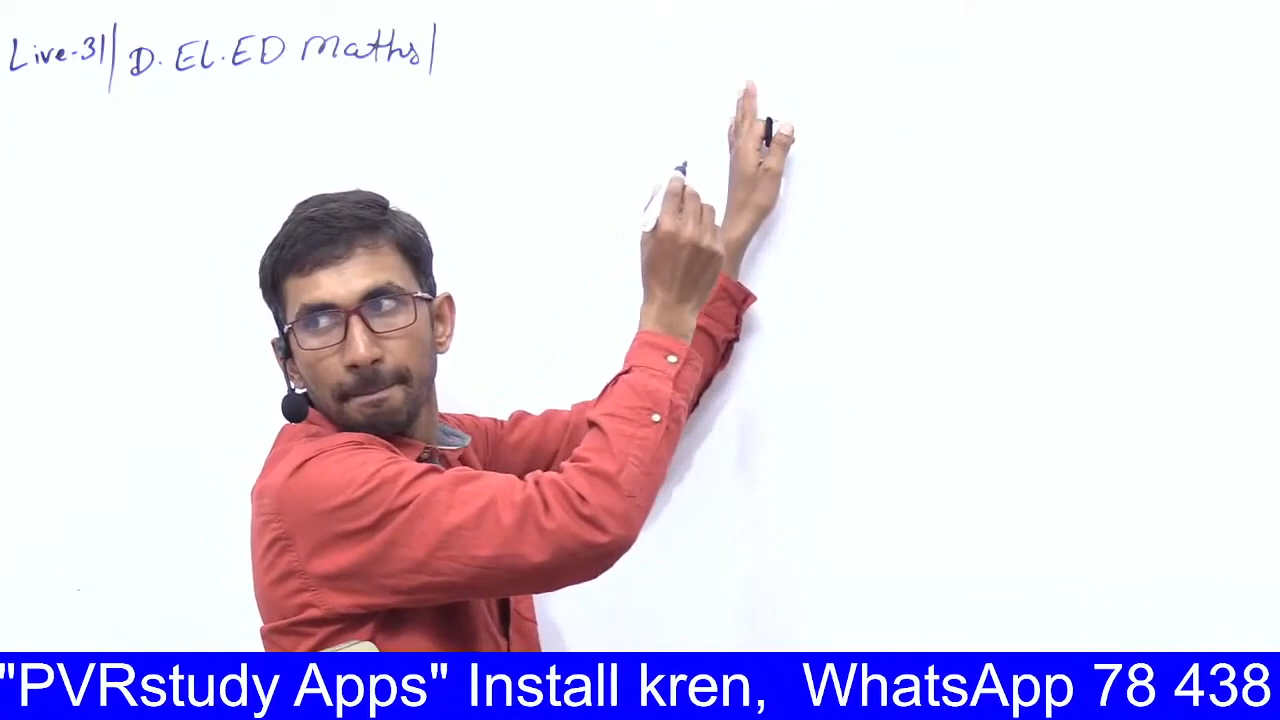 Live-31| D. EL. ED Maths|
"PVRstudy Apps" Install kren, WhatsApp 78 438